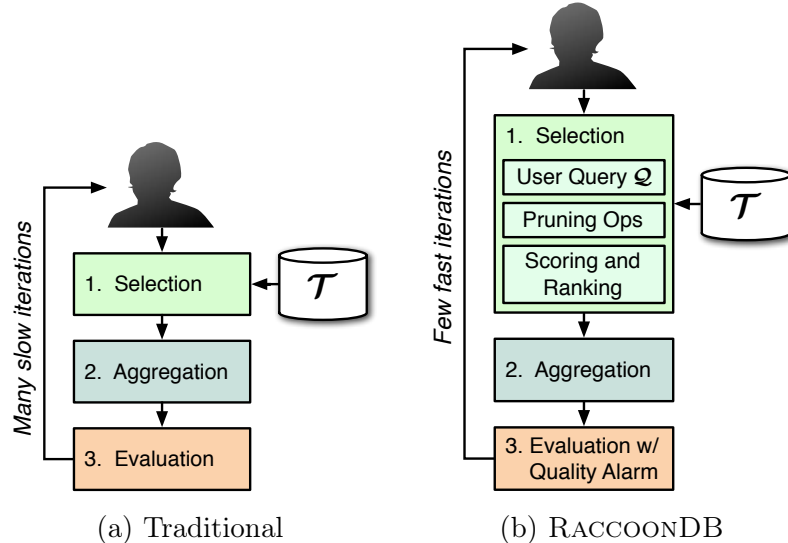 Many slow iterations
1. Selection
𝒯
2. Aggregation
3. Evaluation
(a) Traditional
Few fast iterations
1. Selection
User Query 𝒬
Pruning Ops
Scoring and
Ranking
𝒯
2. Aggregation
3. Evaluation w/
Quality Alarm
(b) RACCOONDB